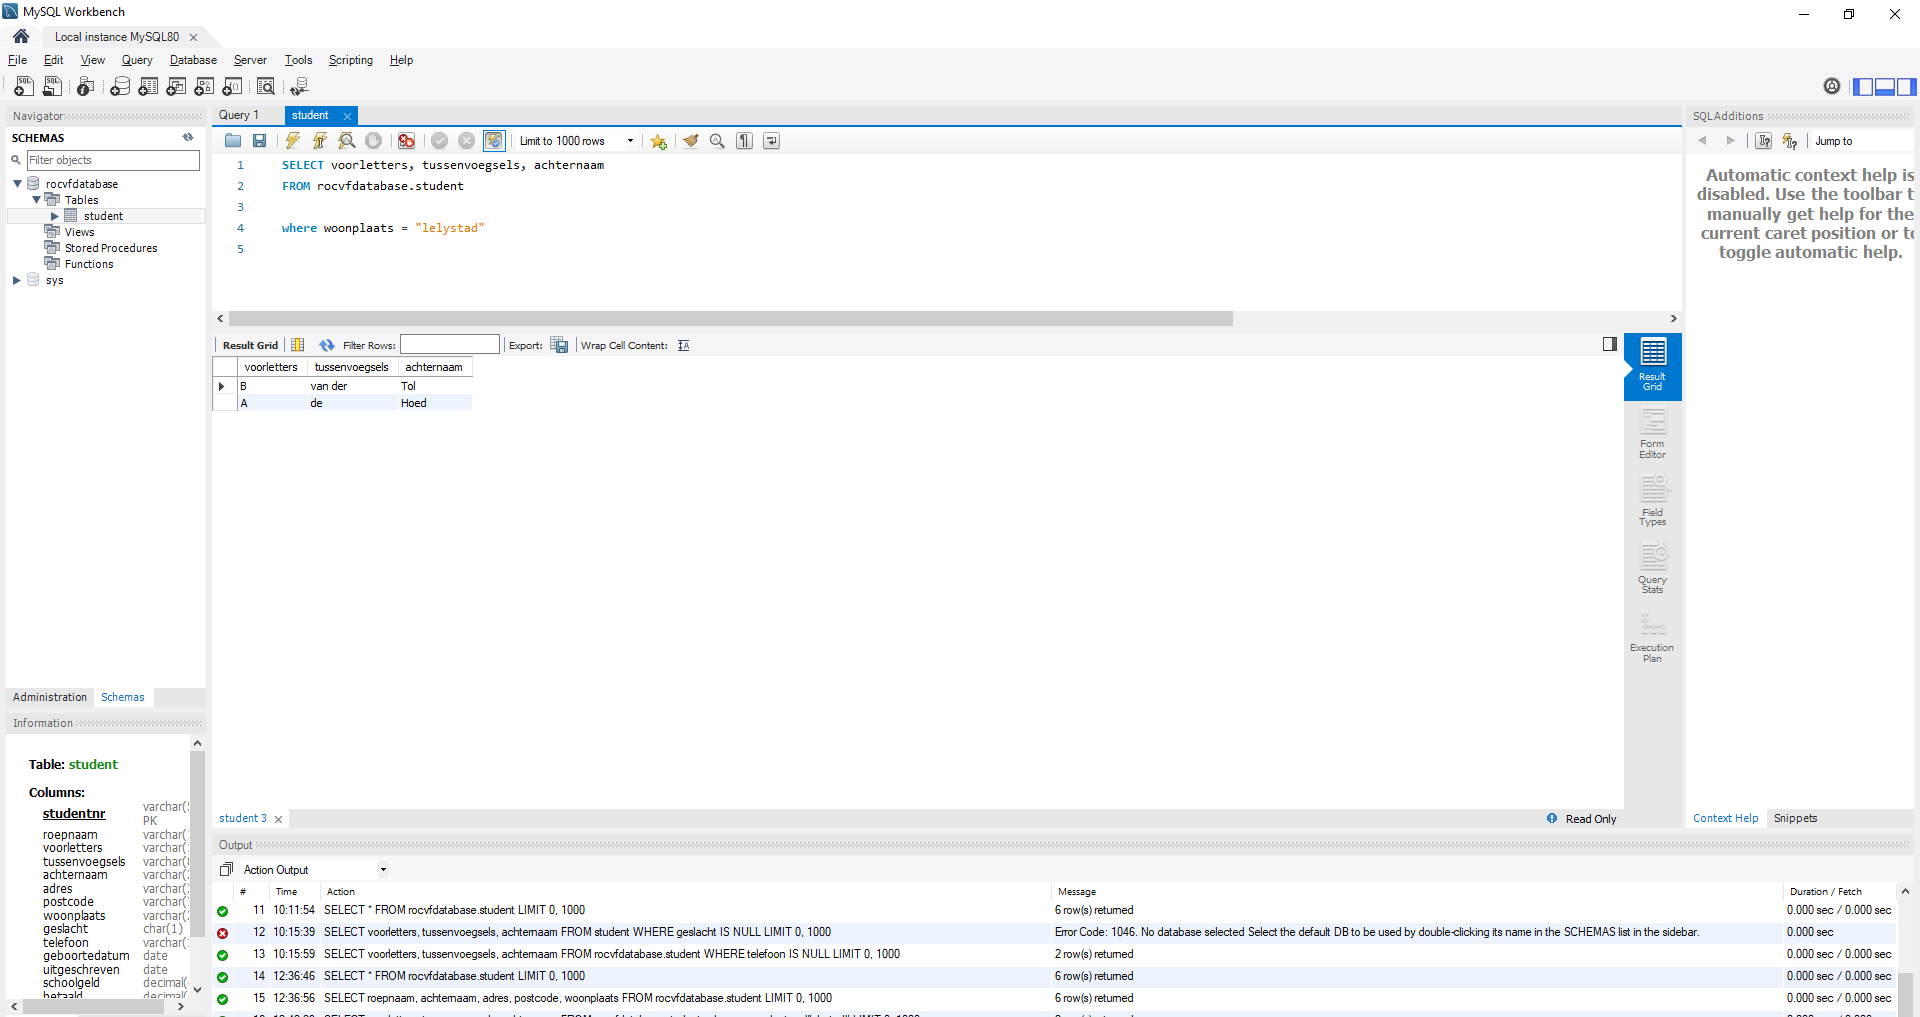 MySQL Workbench
Local instance MySQL80
File Edit View Query Database Server Tools Scripting Help
Navigator
SCHEMAS
Filter objects
rocvfdatabase
Tables
student
Views
Stored Procedures
Functions
sys
Administration Schemas
Information
Table: student
Columns:
studentnr varchar(5
PK
roepnaam varchar(
voorletters varchar(
tussenvoegsels varchar(
achternaam varchar(
adres varchar(
postcode varchar(
woonplaats varchar(
geslacht char(1)
telefoon varchar(
geboortedatum date
uitgeschreven date
schoolgeld decimal(
betaald decimal(
Query 1 student
Limit to 1000 rows
1 SELECT voorletters, tussenvoegsels, achternaam
2 FROM rocvfdatabase.student
3
4 where woonplaats = "lelystad"
5
Result Grid Filter Rows: Export: Wrap Cell Content:
voorletters tussenvoegsels achternaam
B van der Tol
A de Hoed
Result
Grid
Form
Editor
Field
Types
Query
Stats
Execution
Plan
student 3 Read Only
SQLAdditions
Jump to
Automatic context help is
disabled. Use the toolbar t
manually get help for the
current caret position or to
toggle automatic help.
Context Help Snippets
Output
Action Output
# Time Action Message Duration / Fetch
11 10:11:54 SELECT * FROM rocvfdatabase.student LIMIT 0, 1000 6 row(s) returned 0.000 sec / 0.000 sec
12 10:15:39 SELECT voorletters, tussenvoegsels, achternaam FROM student WHERE geslacht IS NULL LIMIT 0, 1000 Error Code: 1046. No database selected Select the default DB to be used by double-clicking its name in the SCHEMAS list in the sidebar. 0.000 sec
13 10:15:59 SELECT voorletters, tussenvoegsels, achternaam FROM rocvfdatabase.student WHERE telefoon IS NULL LIMIT 0, 1000 2 row(s) returned 0.000 sec / 0.000 sec
14 12:36:46 SELECT * FROM rocvfdatabase.student LIMIT 0, 1000 6 row(s) returned 0.000 sec / 0.000 sec
15 12:36:56 SELECT roepnaam, achternaam, adres, postcode, woonplaats FROM rocvfdatabase.student LIMIT 0, 1000 6 row(s) returned 0.000 sec / 0.000 sec